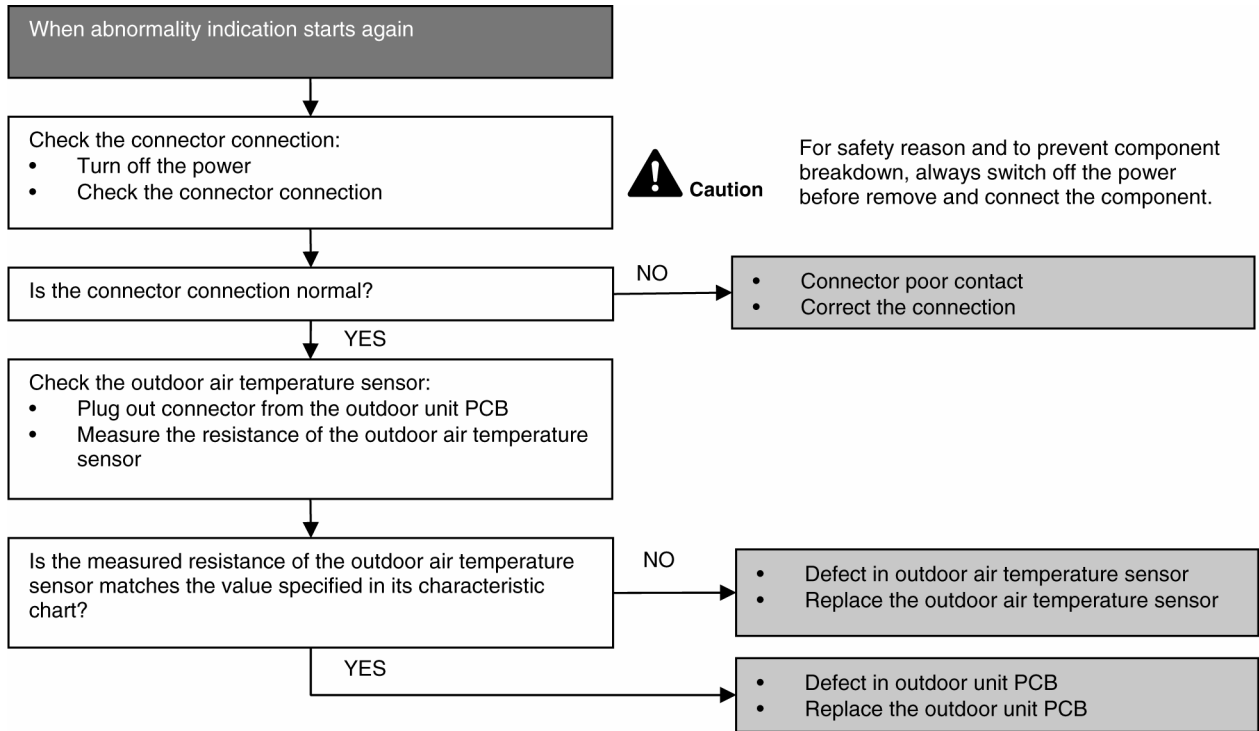 When abnormality indication starts again
Check the connector connection:
• Turn off the power
• Check the connector connection
Caution
For safety reason and to prevent component
breakdown, always switch off the power
before remove and connect the component.
Is the connector connection normal?
NO
• Connector poor contact
• Correct the connection
YES
Check the outdoor air temperature sensor:
• Plug out connector from the outdoor unit PCB
• Measure the resistance of the outdoor air temperature
sensor
Is the measured resistance of the outdoor air temperature
sensor matches the value specified in its characteristic
chart?
NO
• Defect in outdoor air temperature sensor
• Replace the outdoor air temperature sensor
YES
• Defect in outdoor unit PCB
• Replace the outdoor unit PCB